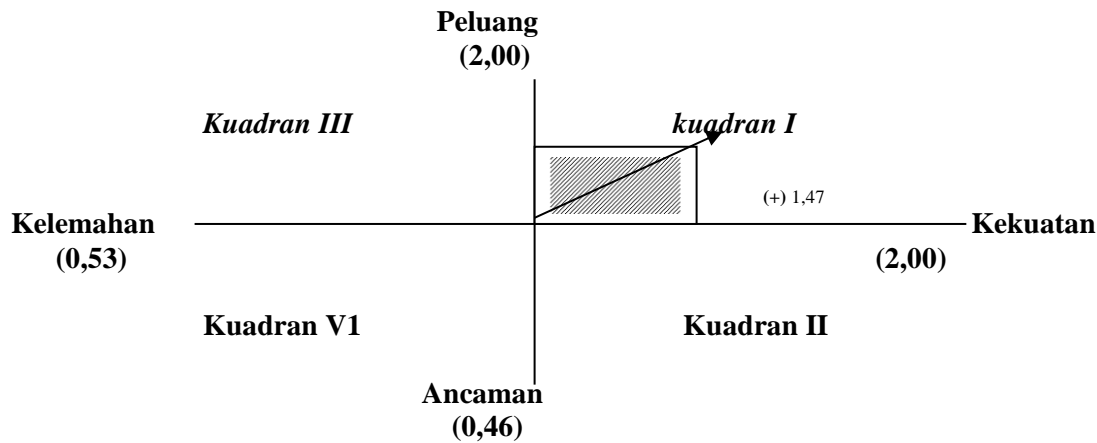 Peluang
(2,00)
Kuadran III
kuadran I
(+) 1,47
Kelemahan
(0,53)
Kekuatan
(2,00)
Kuadran V1
Kuadran II
Ancaman
(0,46)